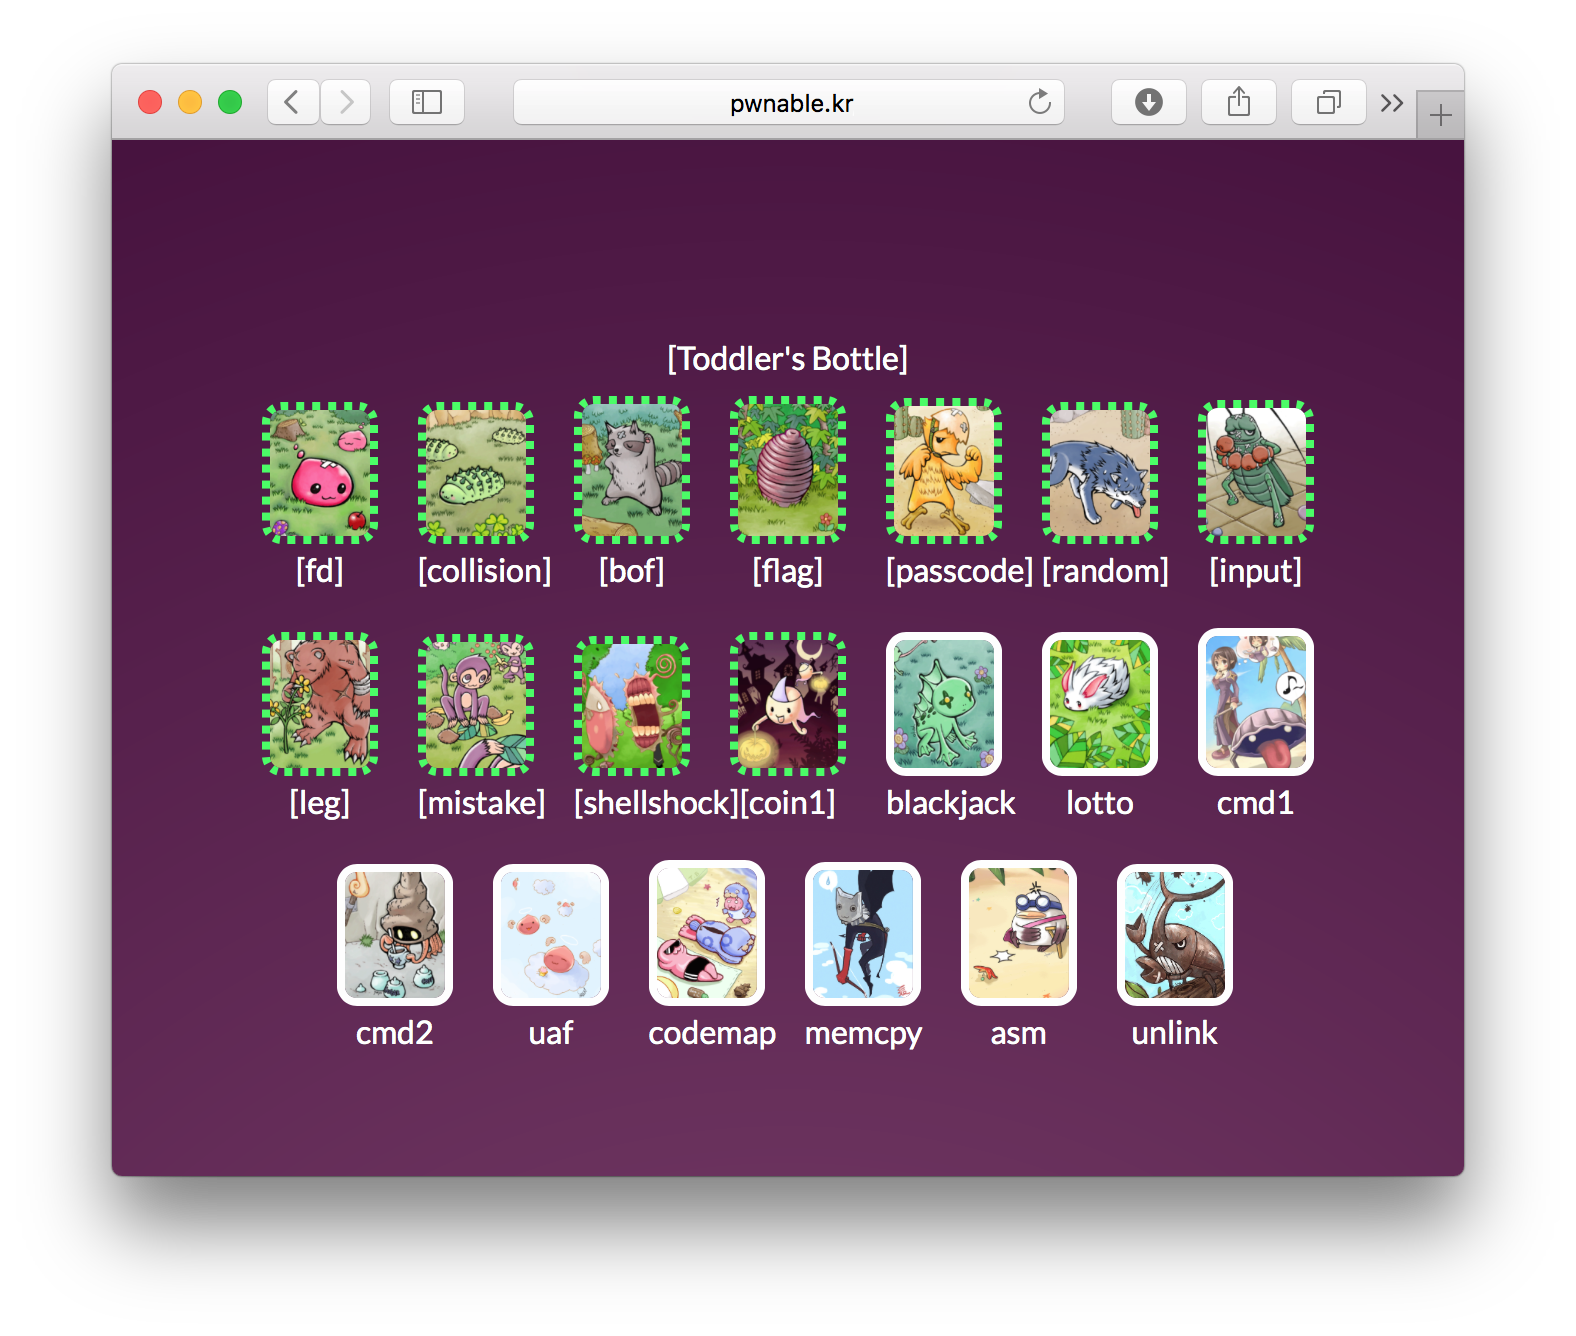 pwnable.kr
[Toddler's Bottle]
[fd] [collision] [bof] [flag] [passcode] [random] [input]
[leg] [mistake] [shellshock][coin1] blackjack lotto cmd1
cmd2 uaf codemap memcpy asm unlink